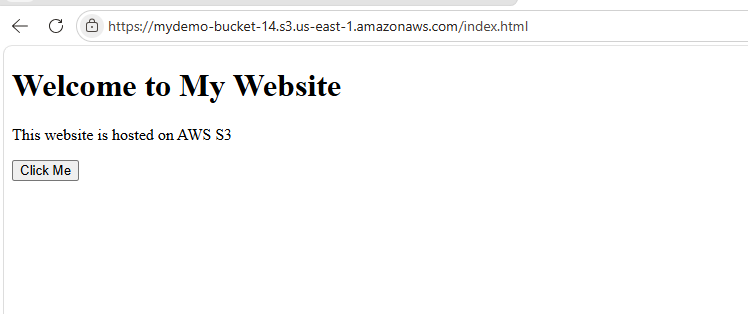 https://mydemo-bucket-14.s3.us-east-1.amazonaws.com/index.html
Welcome to My Website
This website is hosted on AWS S3
Click Me